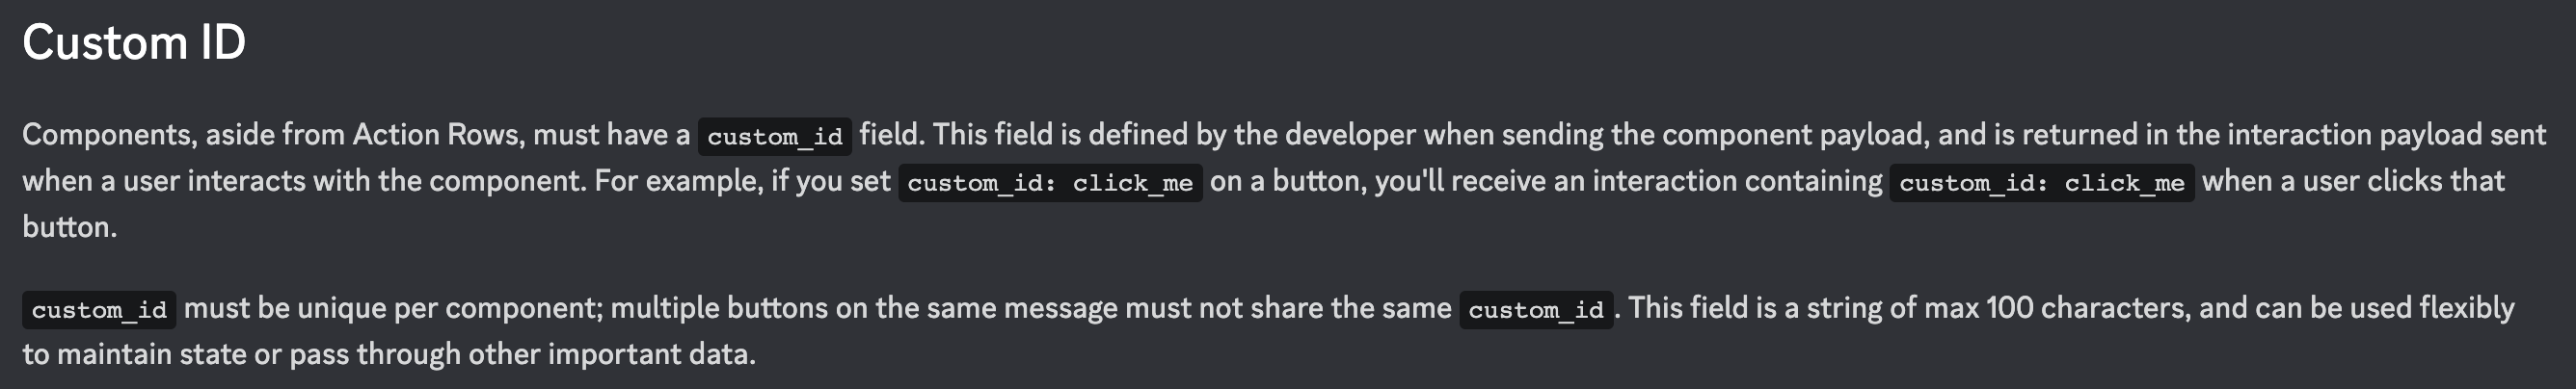 Custom ID
Components, aside from Action Rows, must have a custom_id field. This field is defined by the developer when sending the component payload, and is returned in the interaction payload sent
when a user interacts with the component. For example, if you set custom_id: click_me on a button, you'll receive an interaction containing custom_id: click_me when a user clicks that
button.
custom_id must be unique per component; multiple buttons on the same message must not share the same custom_id. This field is a string of max 100 characters, and can be used flexibly
to maintain state or pass through other important data.